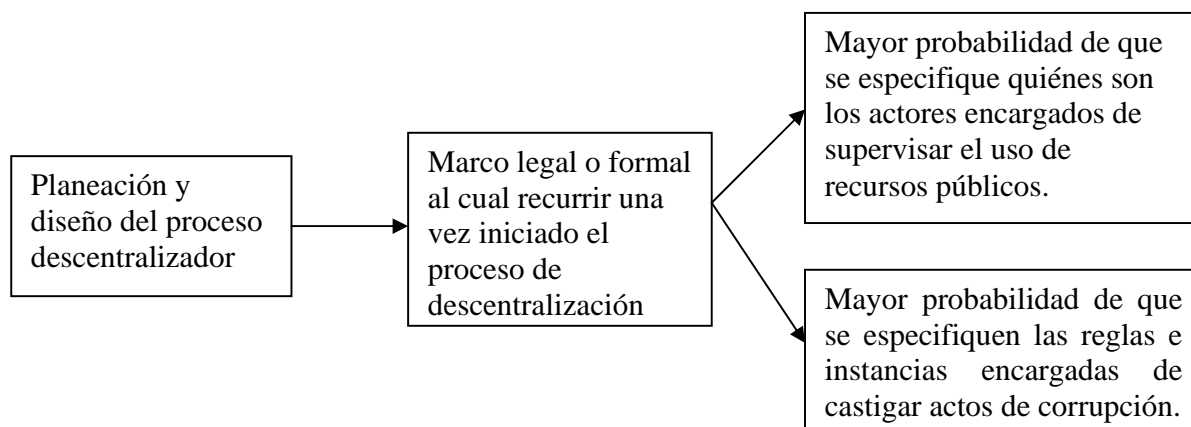 Planeación y
diseño del proceso
descentralizador
Marco legal o formal
al cual recurrir una
vez iniciado el
proceso de
descentralización
Mayor probabilidad de que
se especifique quiénes son
los actores encargados de
supervisar el uso de
recursos públicos.
Mayor probabilidad de que
se especifiquen las reglas e
instancias encargadas de
castigar actos de corrupción.